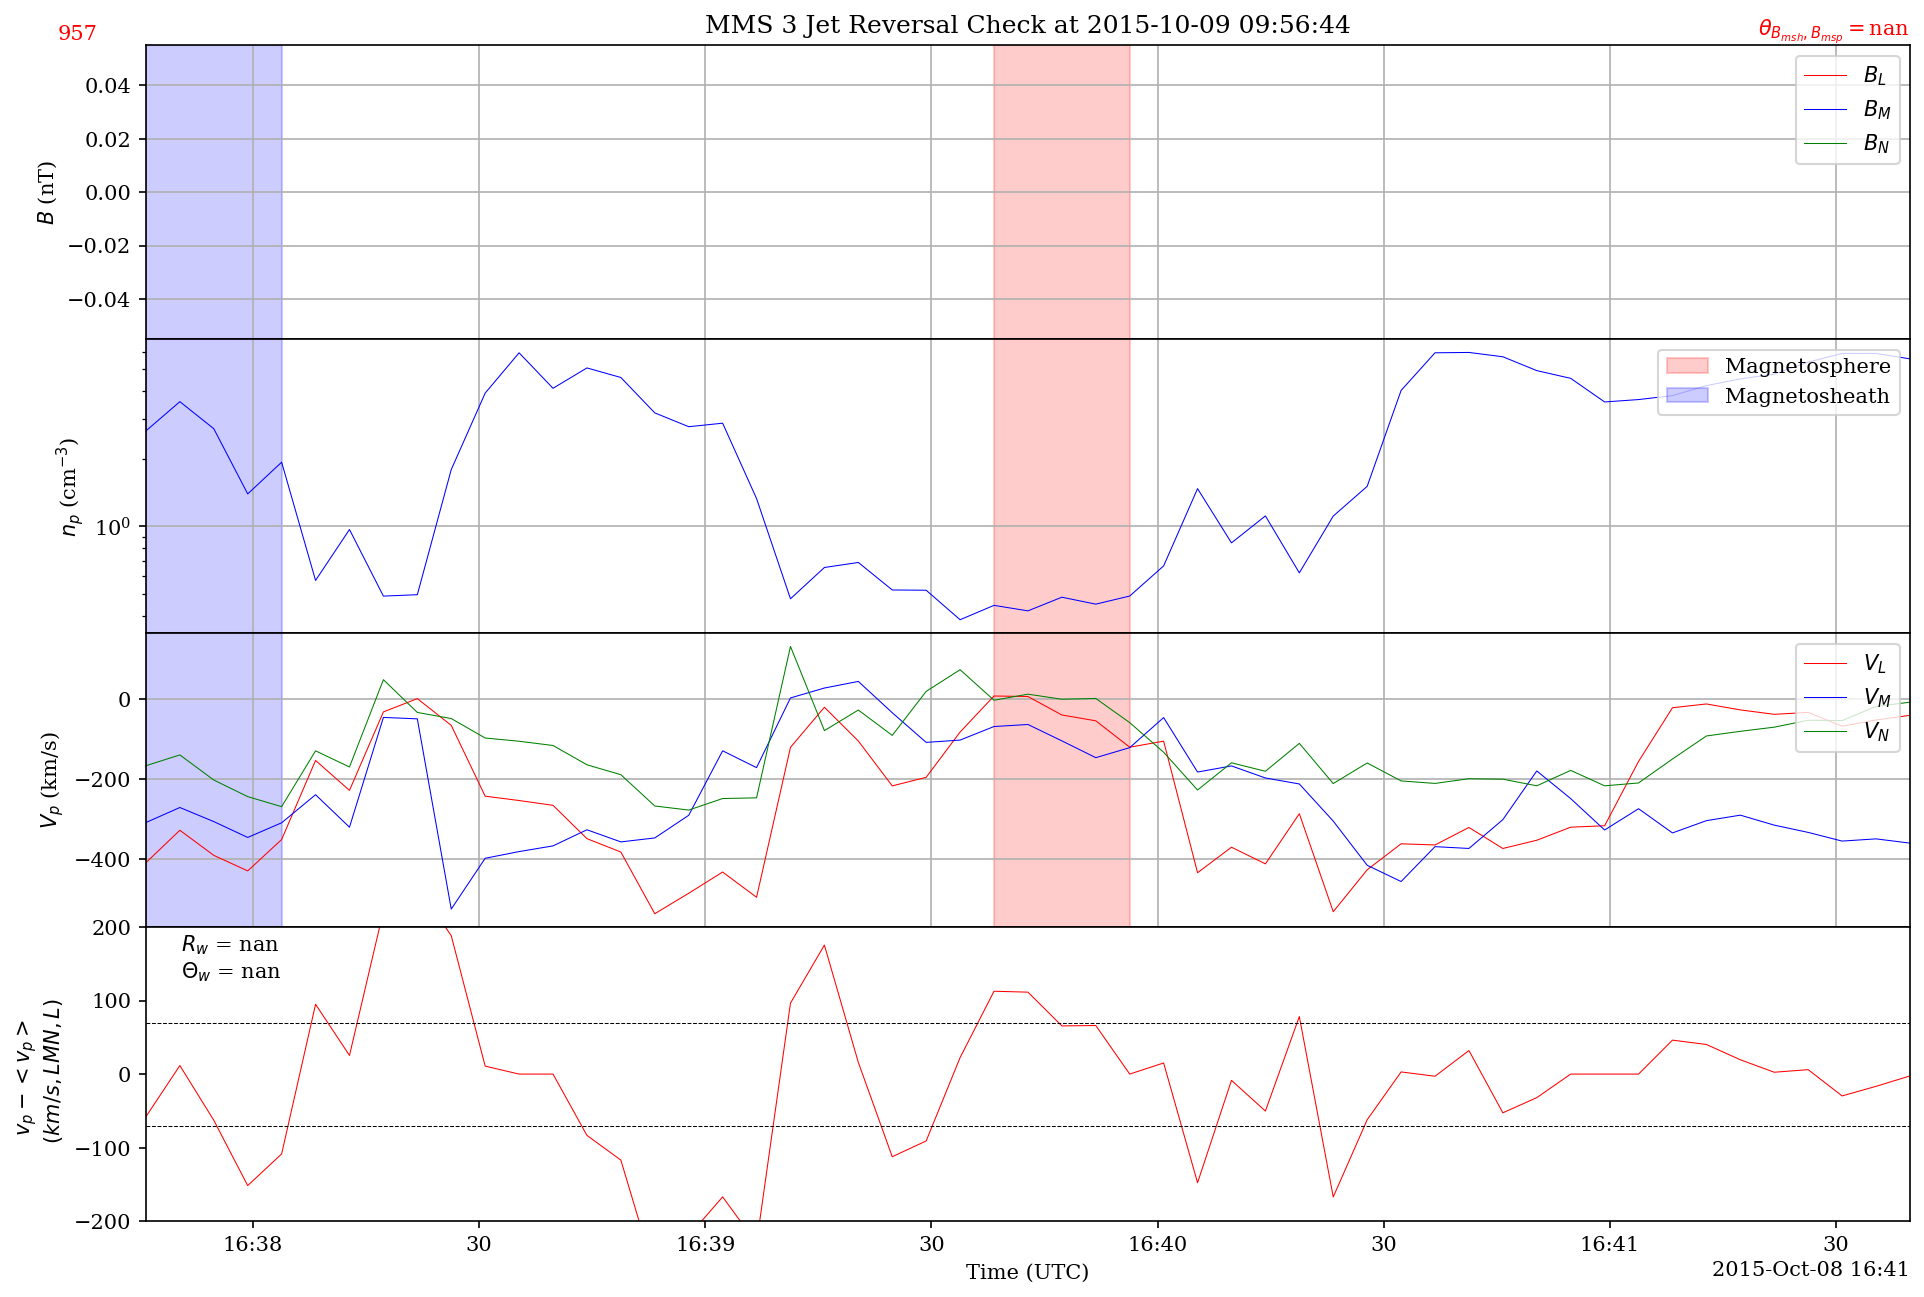 957
MMS 3 Jet Reversal Check at 2015-10-09 09:56:44
θ_{B_{msh}, B_{msp}} = nan
B (nT)
0.04
0.02
0.00
−0.02
−0.04
B_L
B_M
B_N
n_p (cm^{−3})
10^0
Magnetosphere
Magnetosheath
V_p (km/s)
0
−200
−400
V_L
V_M
V_N
v_p − < v_p >
(km/s, LMN, L)
200
100
0
−100
−200
R_w = nan
Θ_w = nan
16:38
30
16:39
30
16:40
30
16:41
30
Time (UTC)
2015-Oct-08 16:41